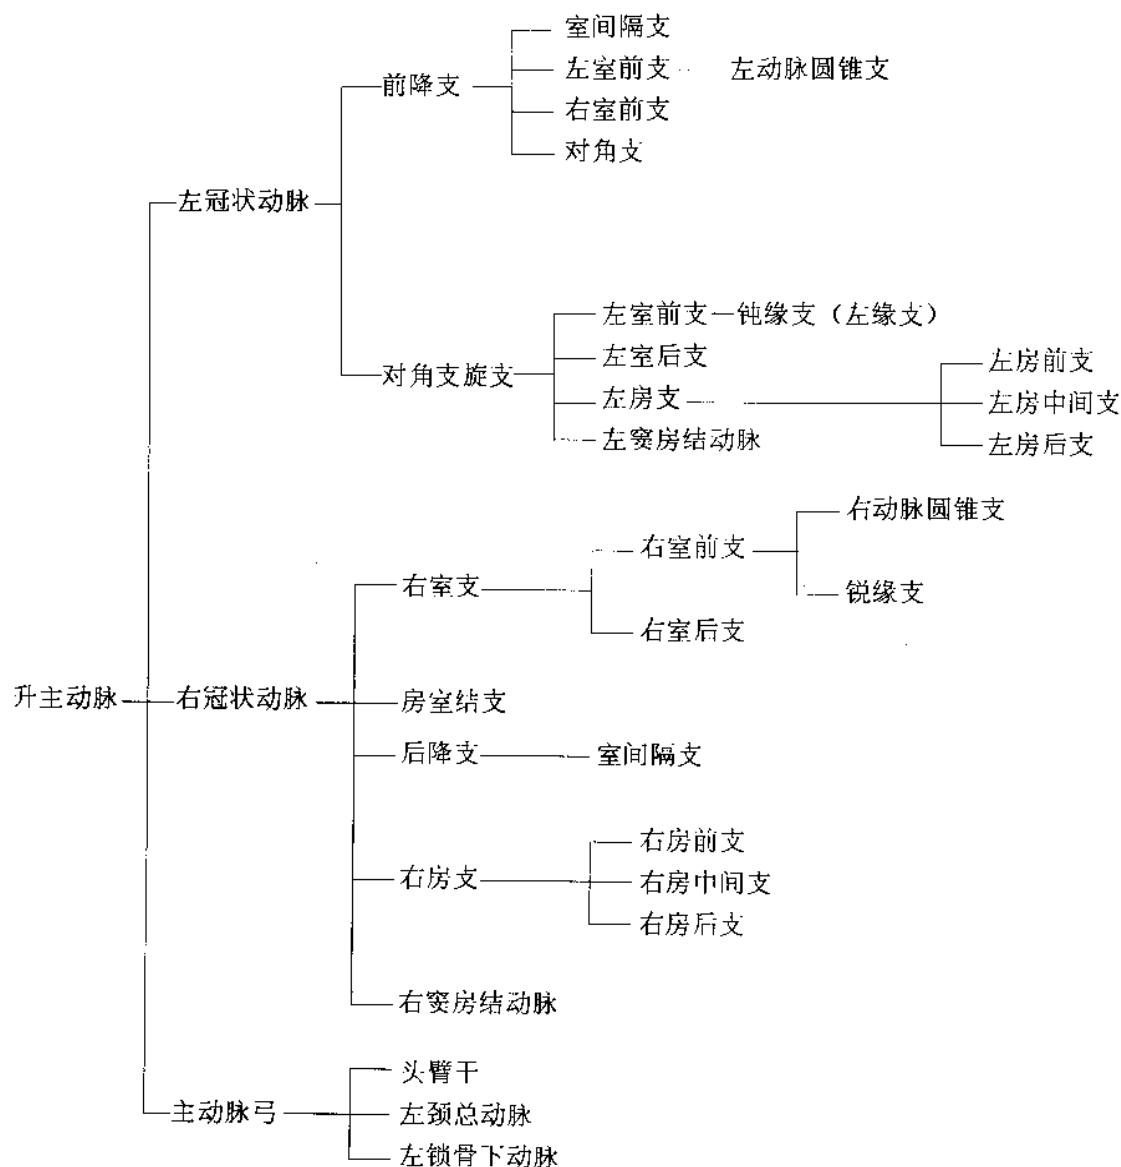 室间隔支
左室前支 左动脉圆锥支
前降支
右室前支
对角支
左冠状动脉
左室前支 钝缘支（左缘支）
左室后支
对角支旋支
左房前支
左房支
左房中间支
左窦房结动脉
左房后支
右动脉圆锥支
右室前支
右室支
锐缘支
右室后支
升主动脉
右冠状动脉
房室结支
后降支
室间隔支
右房前支
右房支
右房中间支
右房后支
右窦房结动脉
头臂干
主动脉弓
左颈总动脉
左锁骨下动脉